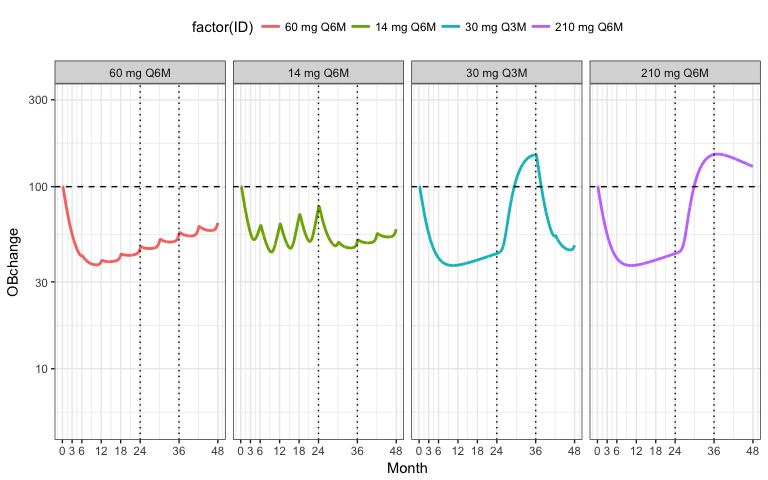 factor(ID) 60 mg Q6M 14 mg Q6M 30 mg Q3M 210 mg Q6M
60 mg Q6M 14 mg Q6M 30 mg Q3M 210 mg Q6M
300
100
30
10
OBchange
0 3 6 12 18 24 36 48 0 3 6 12 18 24 36 48 0 3 6 12 18 24 36 48 0 3 6 12 18 24 36 48
Month